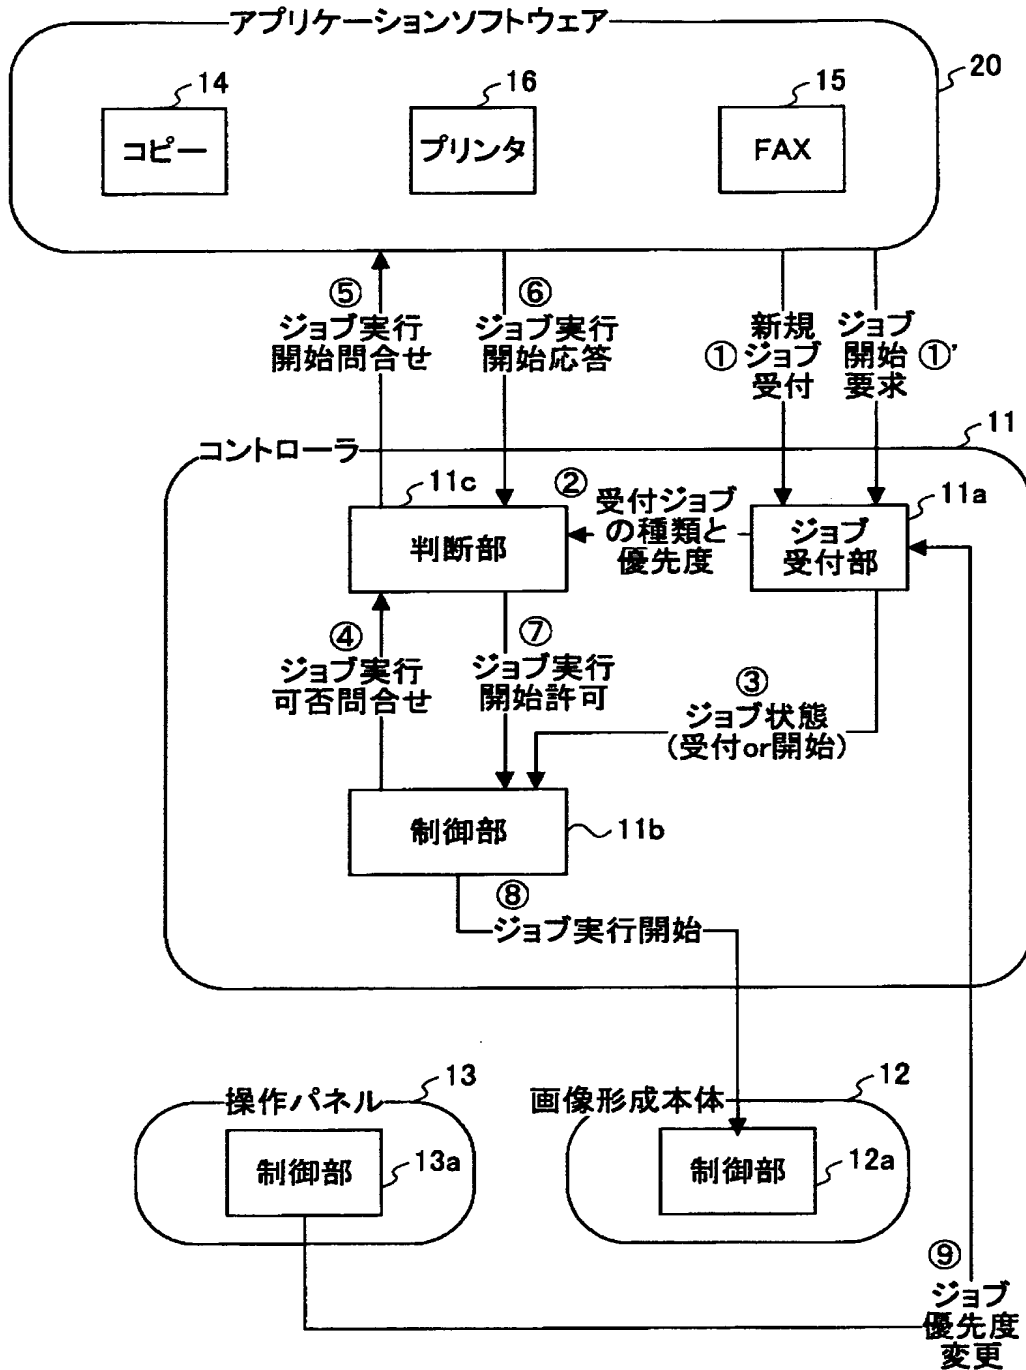 アプリケーションソフトウェア
20
14
コピー
16
プリンタ
15
FAX
⑤
ジョブ実行
開始問合せ
⑥
ジョブ実行
開始応答
①
新規
ジョブ
受付
ジョブ
開始
要求
①'
コントローラ
11
11c
判断部
②
受付ジョブ
の種類と
優先度
11a
ジョブ
受付部
④
ジョブ実行
可否問合せ
⑦
ジョブ実行
開始許可
③
ジョブ状態
(受付or開始)
制御部
11b
⑧
ジョブ実行開始
操作パネル
13
制御部
13a
画像形成本体
12
制御部
12a
⑨
ジョブ
優先度
変更